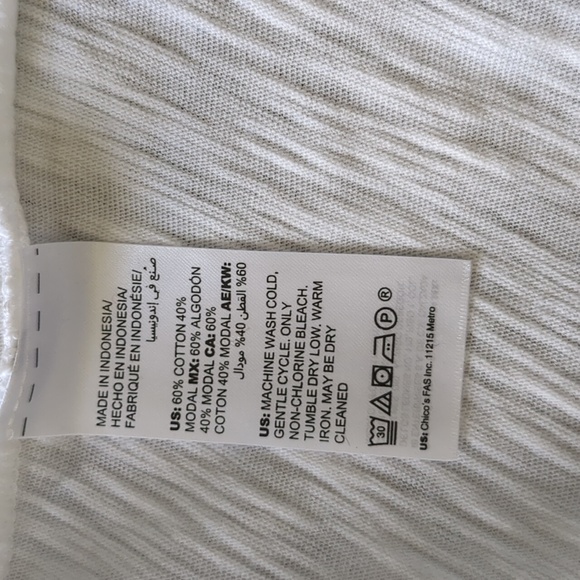 MADE IN INDONESIA/
HECHO EN INDONESIA/
FABRIQUÉ EN INDONÉSIE/
صنع في إندونيسيا
US: 60% COTTON 40%
MODAL MX: 60% ALGODÓN
40% MODAL CA: 60%
COTON 40% MODAL AE/KW:
60% القطن 40% مودال
US: MACHINE WASH COLD,
GENTLE CYCLE. ONLY
NON-CHLORINE BLEACH.
TUMBLE DRY LOW. WARM
IRON. MAY BE DRY
CLEANED
30 P ®
US: Chico's FAS Inc. 11215 Metro